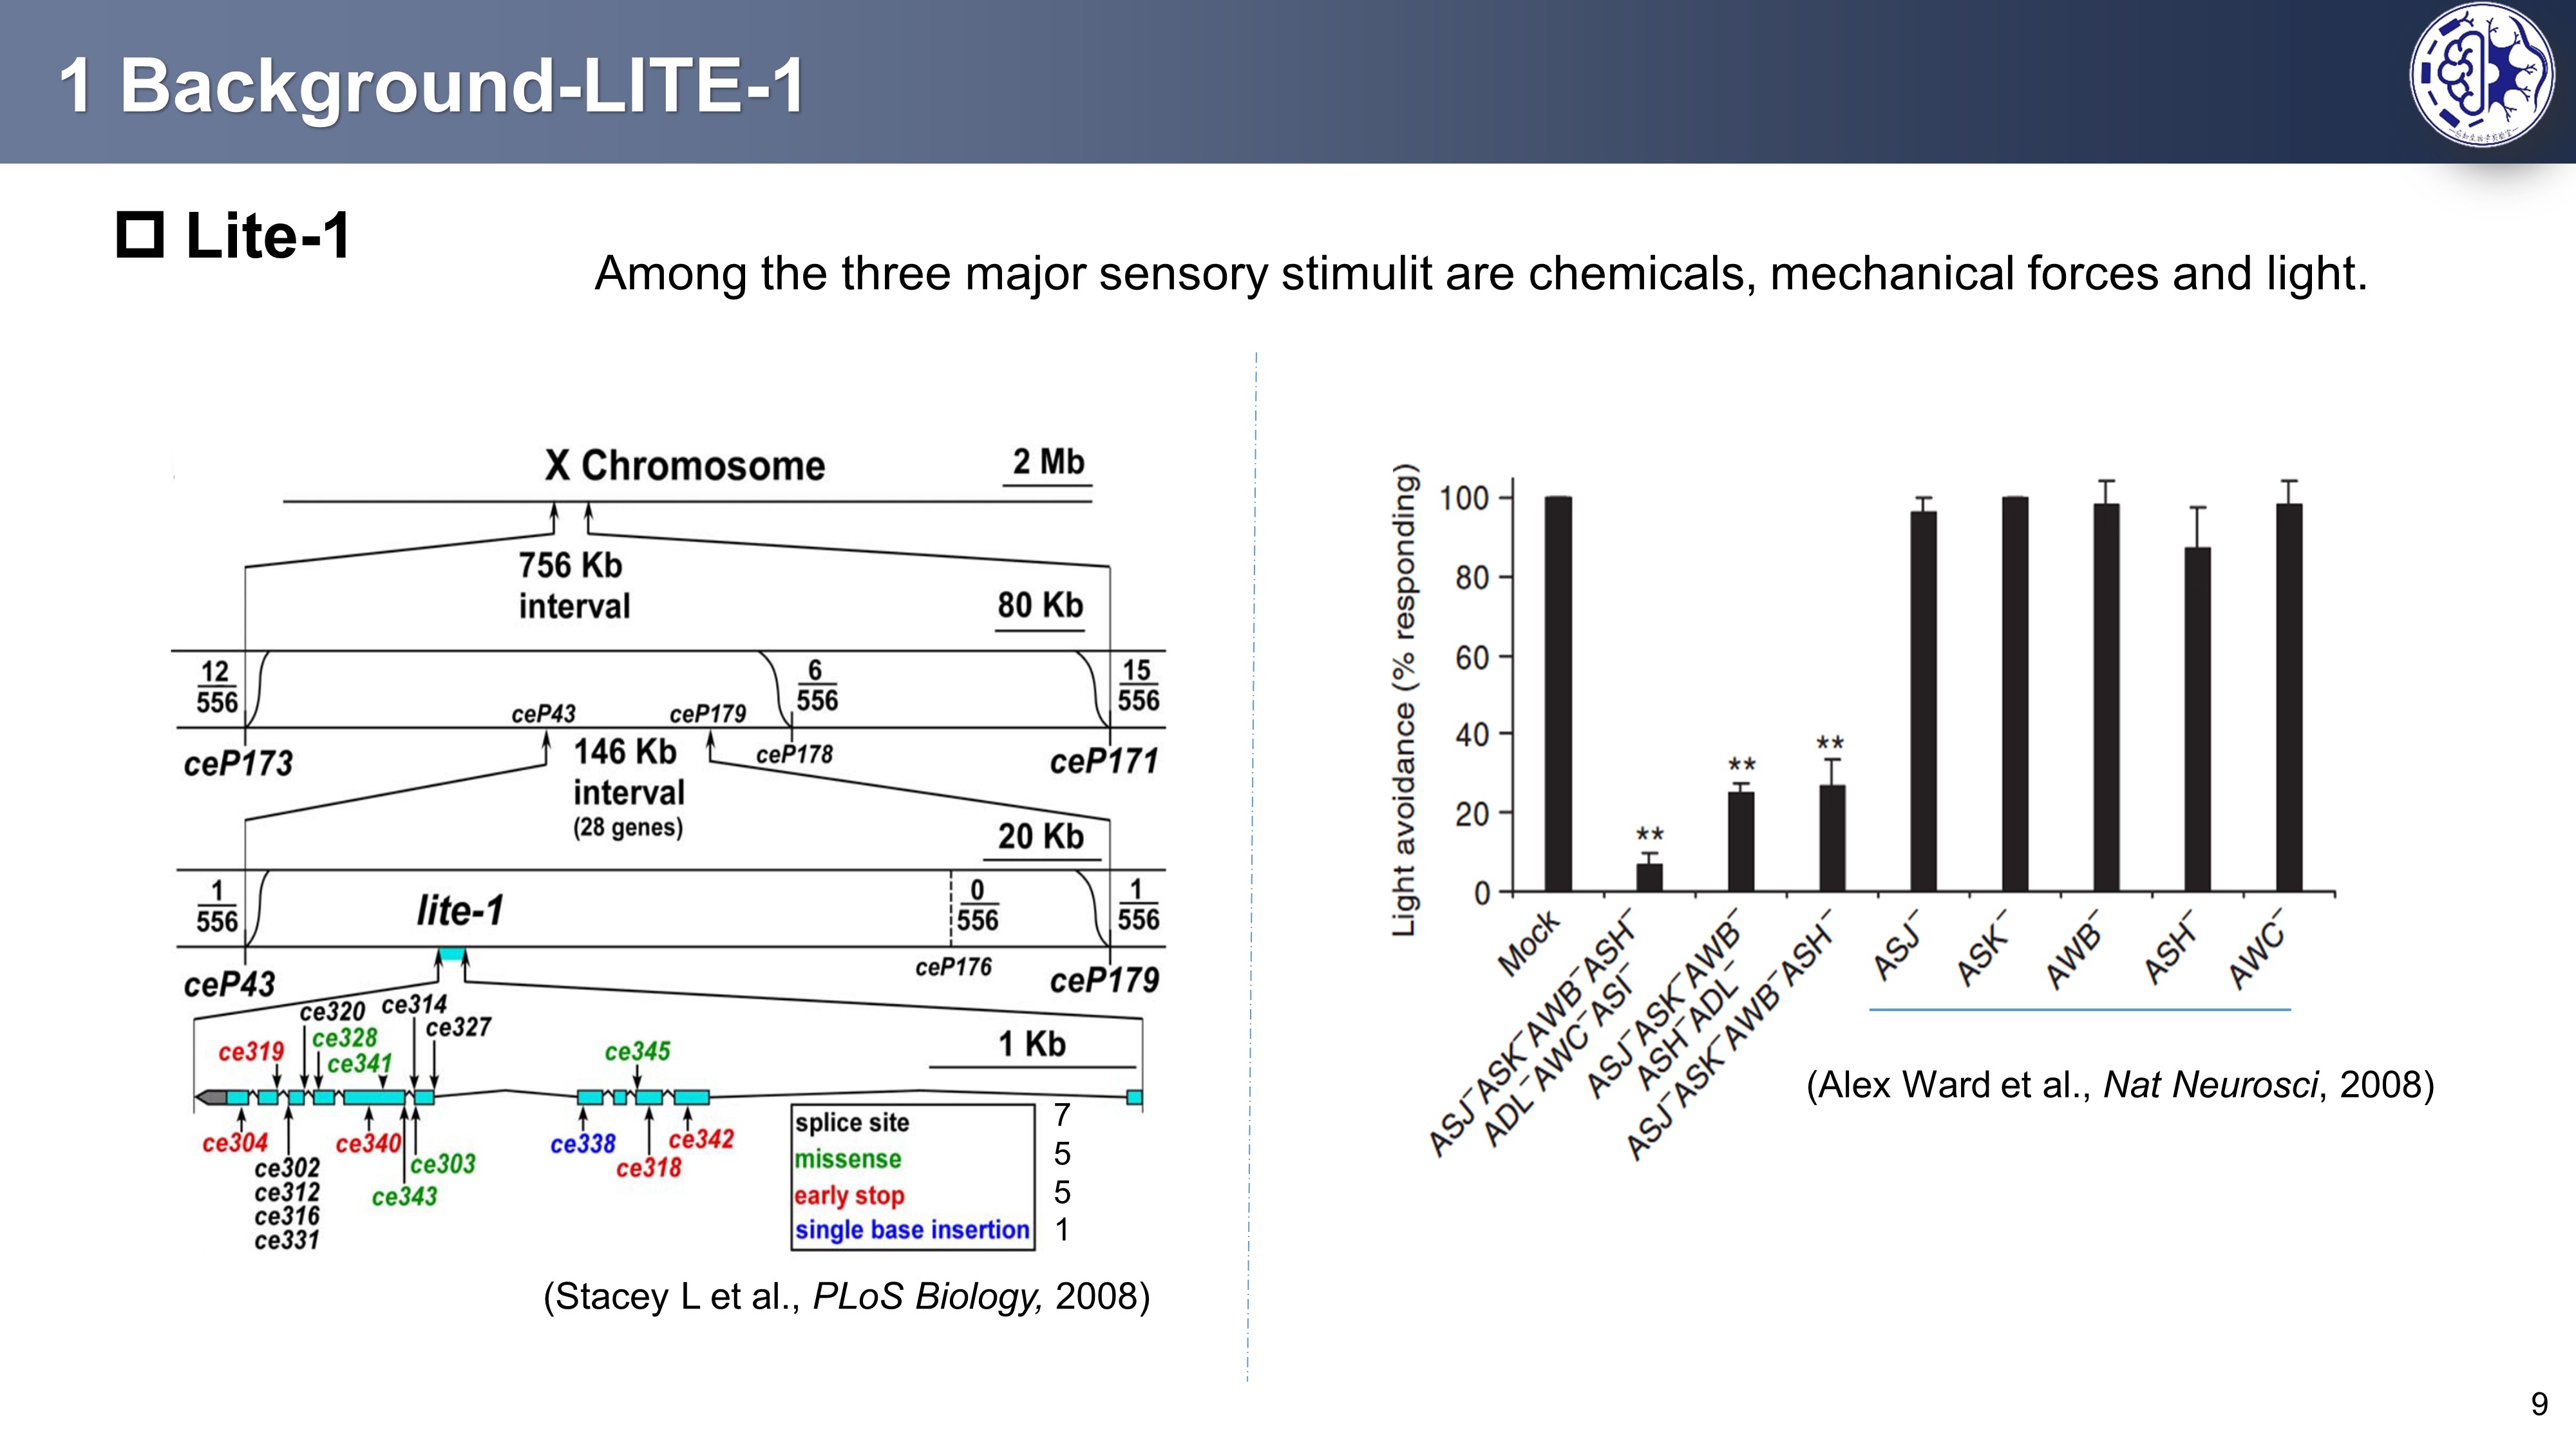 1 Background-LITE-1
Lite-1
Among the three major sensory stimulit are chemicals, mechanical forces and light.
X Chromosome
2 Mb
756 Kb
interval
80 Kb
12
556
6
556
15
556
ceP43
ceP179
ceP173
146 Kb
interval
(28 genes)
ceP178
ceP171
20 Kb
1
556
lite-1
0
556
1
556
ceP43
ceP176
ceP179
ce320
ce314
ce327
ce319
ce328
ce341
ce345
1 Kb
ce304
ce302
ce312
ce316
ce331
ce340
ce303
ce343
ce338
ce318
ce342
splice site 7
missense 5
early stop 5
single base insertion 1
(Stacey L et al., PLoS Biology, 2008)
Light avoidance (% responding)
100
80
60
40
20
0
**
**
**
Mock
ASJ⁻ASK⁻AWB⁻ASH⁻
ADL⁻AWC⁻ASI⁻
ASJ⁻ASK⁻AWB⁻
ASH⁻ADL⁻
ASJ⁻ASK⁻AWB⁻ASH⁻
ASJ⁻
ASK⁻
AWB⁻
ASH⁻
AWC⁻
(Alex Ward et al., Nat Neurosci, 2008)
9